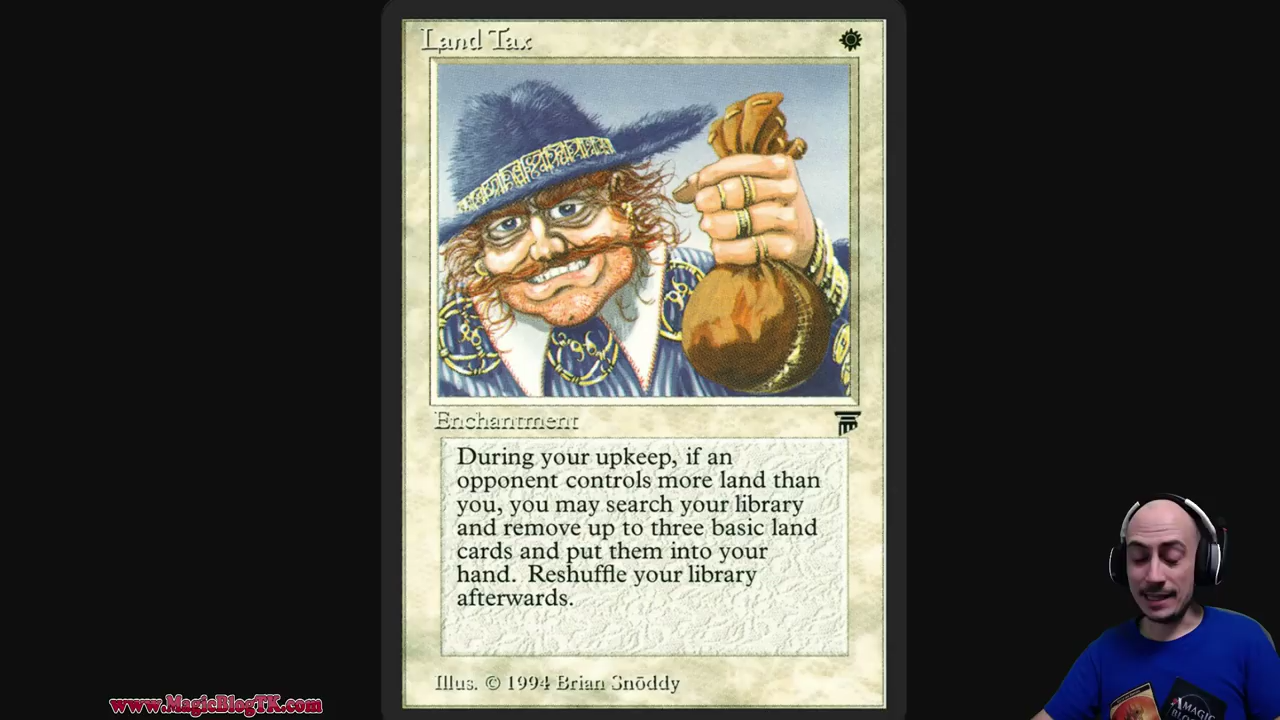 Land Tax
Enchantment
During your upkeep, if an
opponent controls more land than
you, you may search your library
and remove up to three basic land
cards and put them into your
hand. Reshuffle your library
afterwards.
Illus. © 1994 Brian Snōddy
www.MagicBlogTK.com